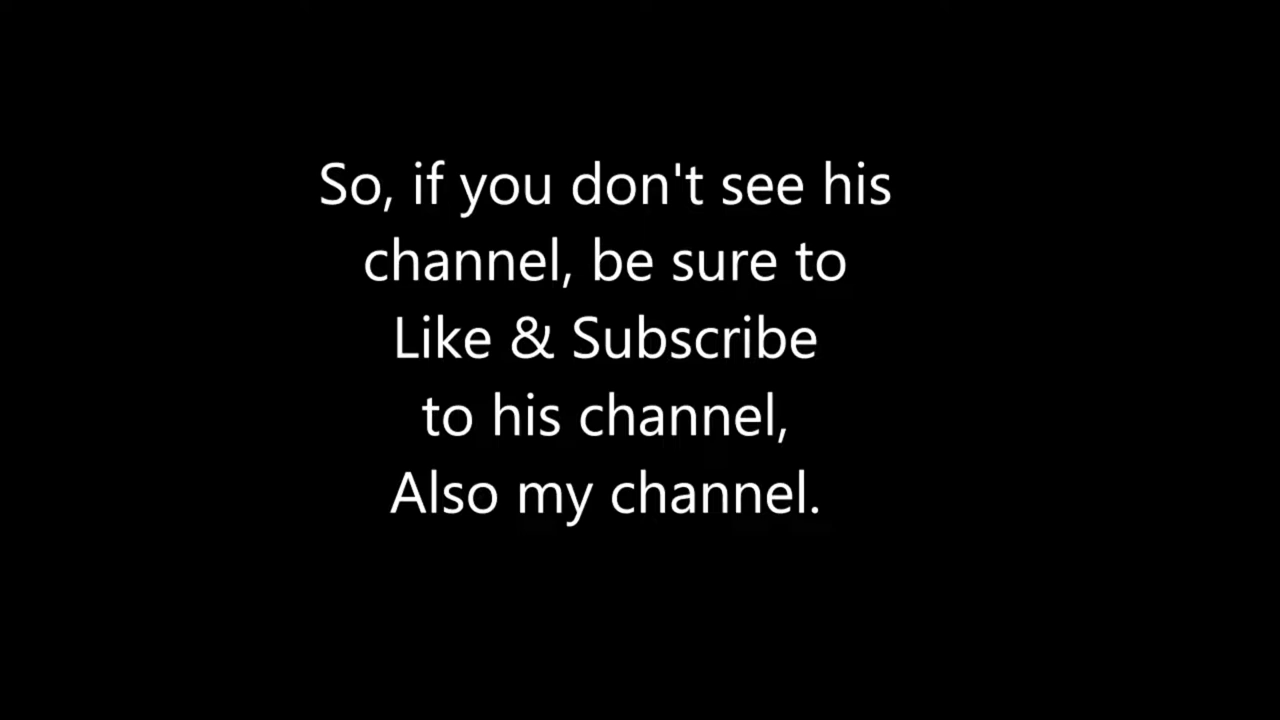 So, if you don't see his
channel, be sure to
Like & Subscribe
to his channel,
Also my channel.